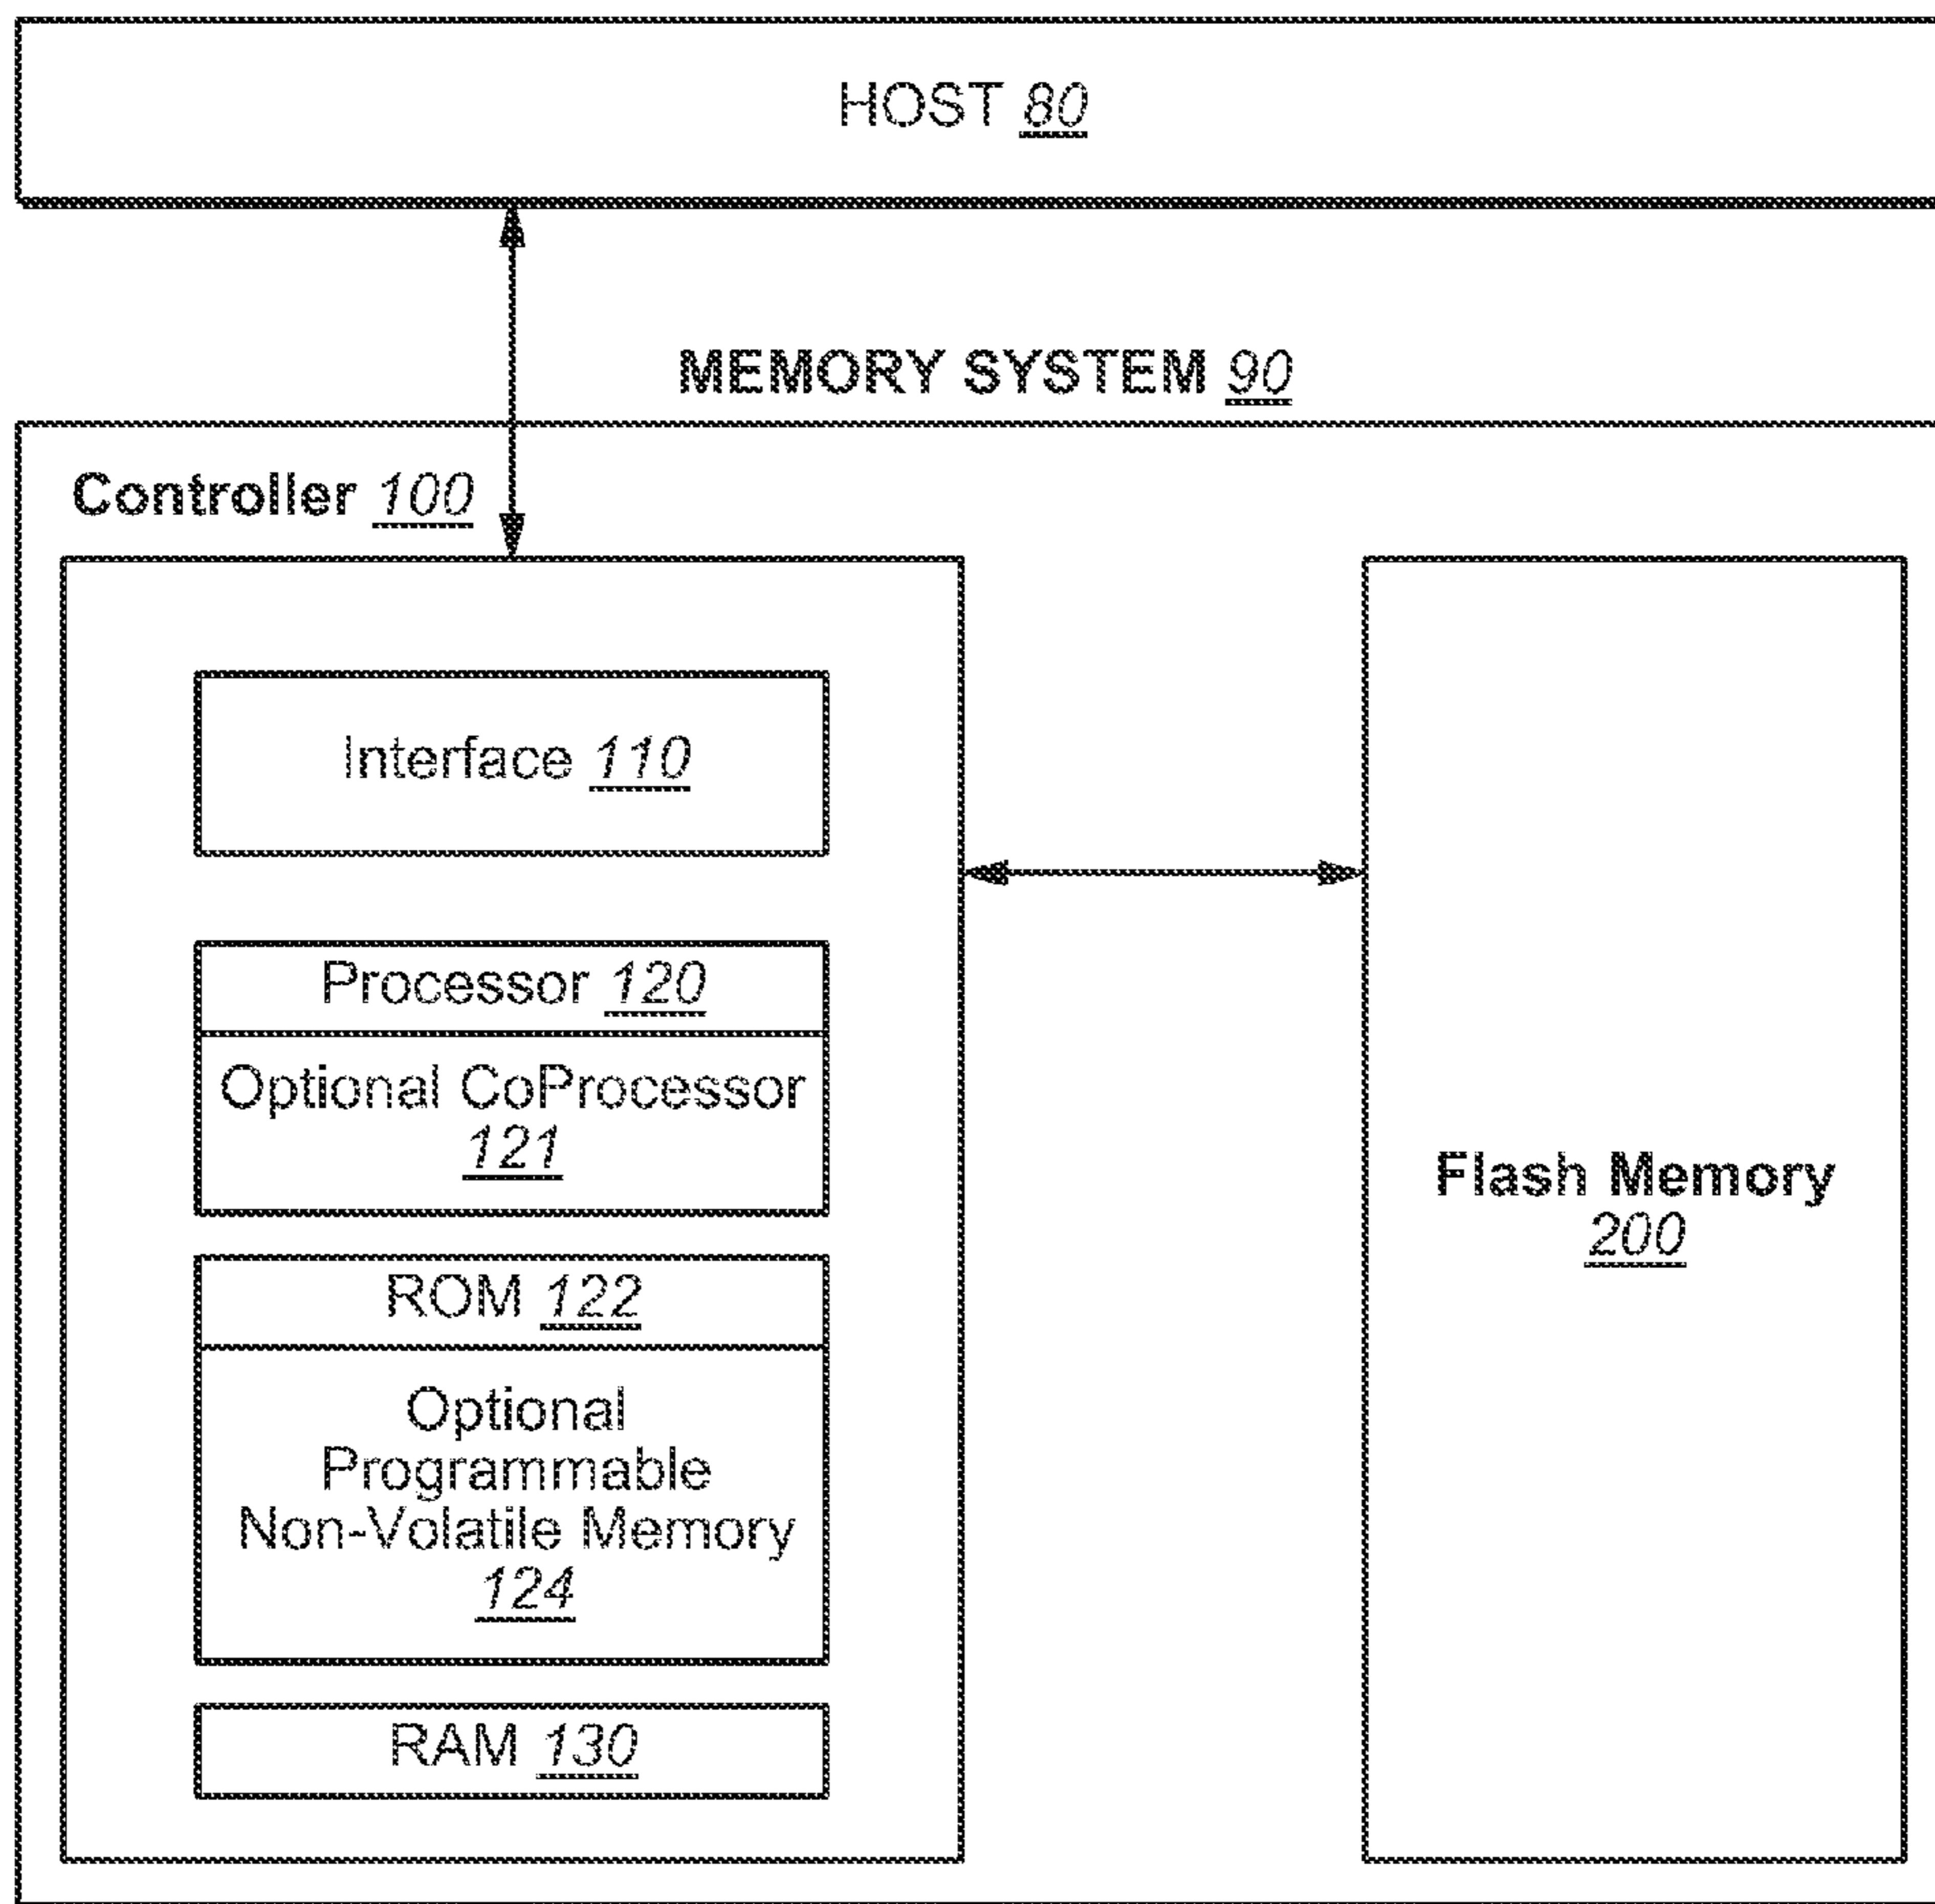 HOST 80
MEMORY SYSTEM 90
Controller 100
Interface 110
Processor 120
Optional CoProcessor
121
ROM 122
Optional
Programmable
Non-Volatile Memory
124
RAM 130
Flash Memory
200